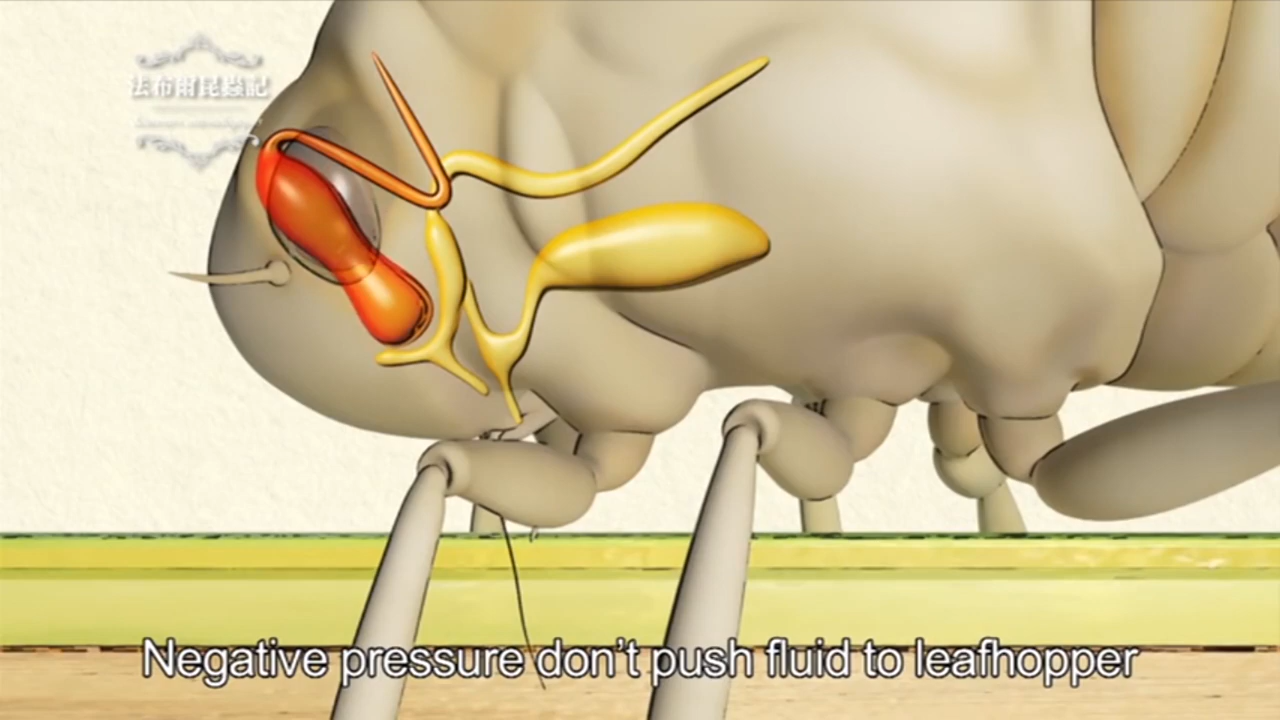 法布爾昆蟲記
Negative pressure don't push fluid to leafhopper